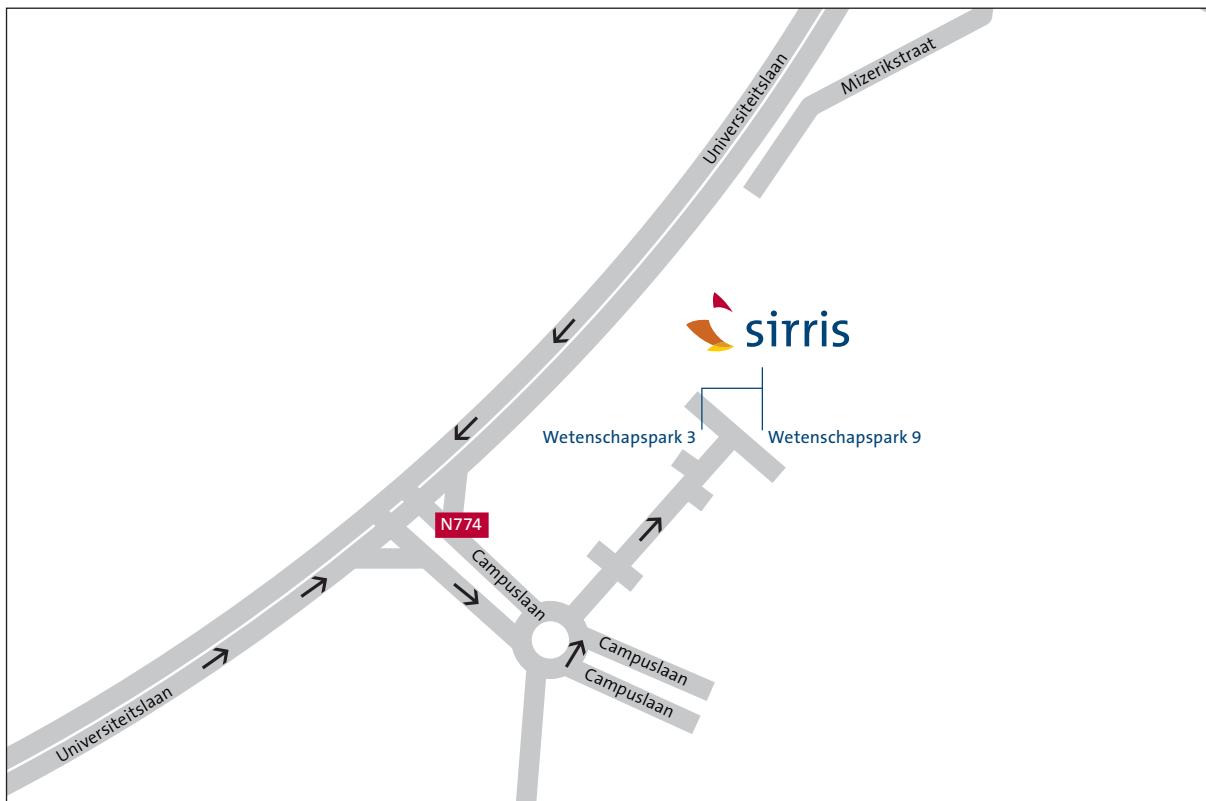 Mizerikstraat
Universiteitslaan
sirris
Wetenschapspark 3
Wetenschapspark 9
N774
Campuslaan
Campuslaan
Campuslaan
Universiteitslaan